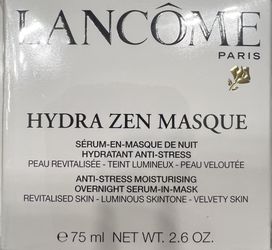 LANCÔME
PARIS
HYDRA ZEN MASQUE
SÉRUM-EN-MASQUE DE NUIT
HYDRATANT ANTI-STRESS
PEAU REVITALISÉE - TEINT LUMINEUX - PEAU VELOUTÉE
ANTI-STRESS MOISTURISING
OVERNIGHT SERUM-IN-MASK
REVITALISED SKIN - LUMINOUS SKINTONE - VELVETY SKIN
℮ 75 ml NET WT. 2.6 OZ.